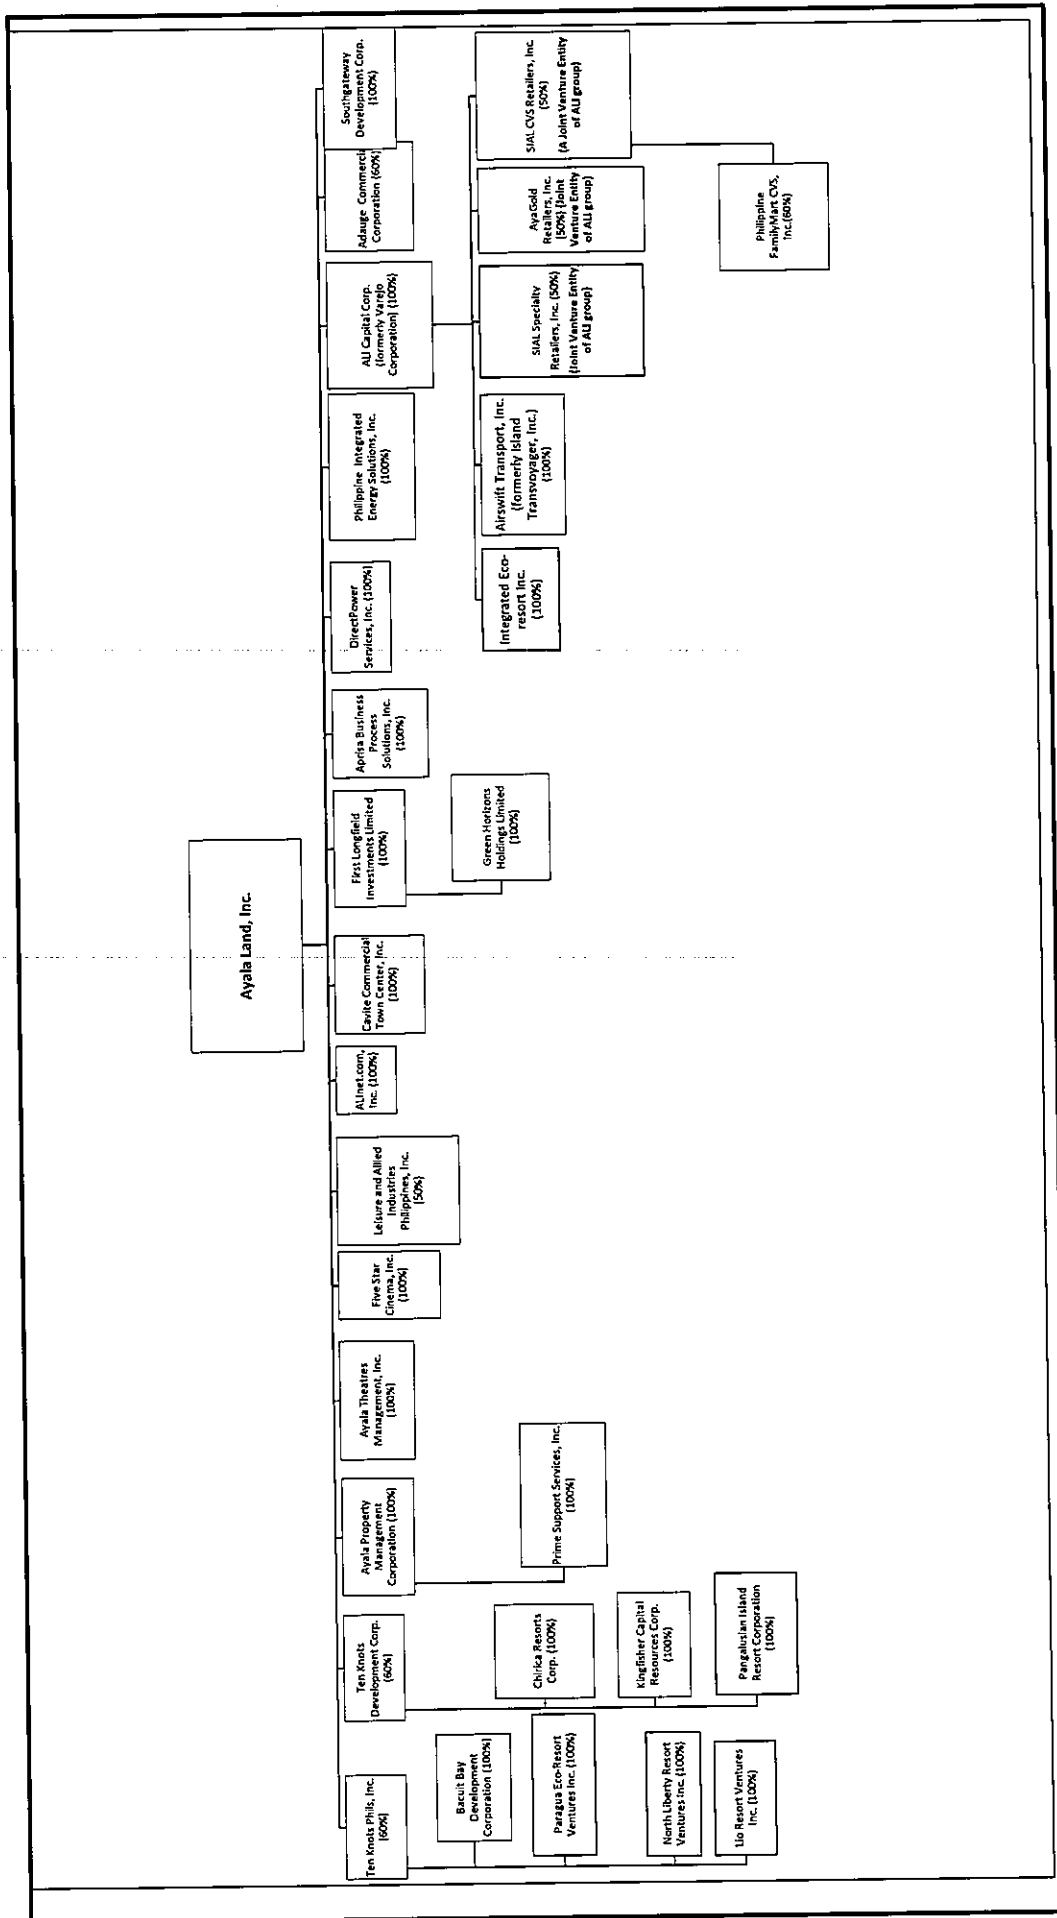 Ayala Land, Inc.
Ten Knots Phils, Inc.
(60%)
Ten Knots
Development Corp.
(60%)
Ayala Property
Management
Corporation (100%)
Ayala Theatres
Management, Inc.
(100%)
Five Star
Cinema, Inc.
(100%)
Leisure and Allied
Industries
Philippines, Inc.
(50%)
ALInet.com,
Inc. (100%)
Cavite Commercial
Town Center, Inc.
(100%)
First Longfield
Investments Limited
(100%)
Aprisa Business
Process
Solutions, Inc.
(100%)
DirectPower
Services, Inc. (100%)
Philippine Integrated
Energy Solutions, Inc.
(100%)
ALI Capital Corp.
(formerly Varejo
Corporation) (100%)
Adauge Commercia
Corporation (60%)
Southgateway
Development Corp.
(100%)
Bacuit Bay
Development
Corporation (100%)
Paragua Eco-Resort
Ventures Inc. (100%)
North Liberty Resort
Ventures Inc. (100%)
Lio Resort Ventures
Inc. (100%)
Chirica Resorts
Corp. (100%)
Kingfisher Capital
Resources Corp.
(100%)
Pangalusian Island
Resort Corporation
(100%)
Prime Support Services, Inc.
(100%)
Green Horizons
Holdings Limited
(100%)
Integrated Eco-
resort Inc.
(100%)
Airswift Transport, Inc.
(formerly Island
Transvoyager, Inc.)
(100%)
SIAL Specialty
Retailers, Inc. (50%)
(Joint Venture Entity
of ALI group)
AyaGold
Retailers, Inc.
(50%) (Joint
Venture Entity
of ALI group)
SIAL CVS Retailers, Inc.
(50%)
(A Joint Venture Entity
of ALI group)
Philippine
FamilyMart CVS,
Inc.(60%)